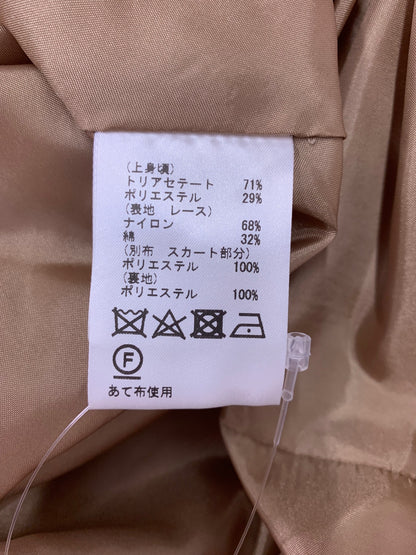 (上身頃)
トリアセテート 71%
ポリエステル 29%
(表地 レース)
ナイロン 68%
綿 32%
(別布 スカート部分)
ポリエステル 100%
(裏地)
ポリエステル 100%
F
あて布使用